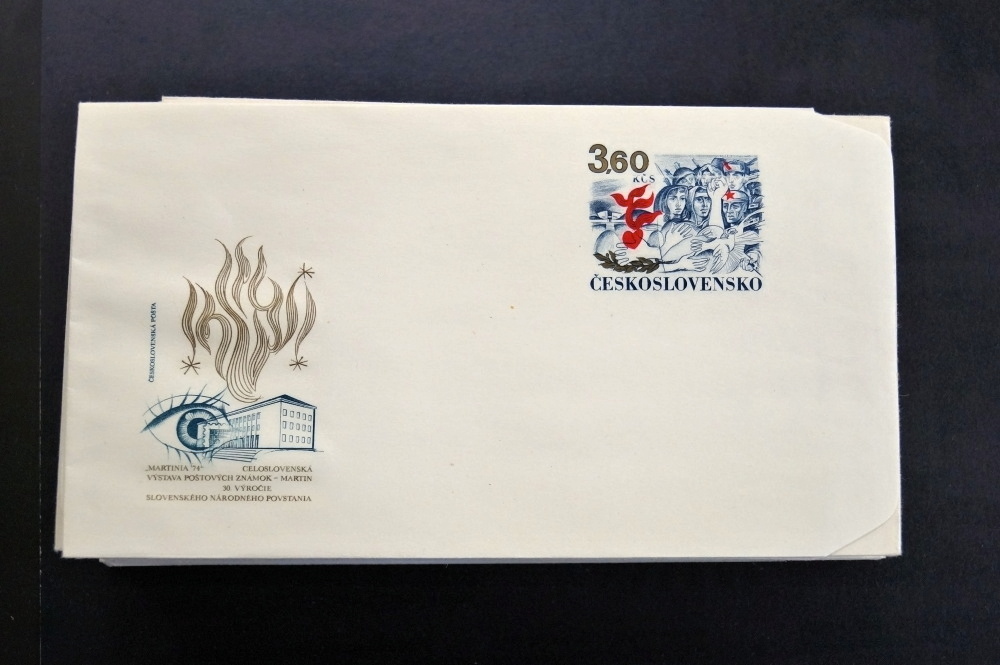 3,60
KČS
ČESKOSLOVENSKO
ČESKOSLOVENSKÁ POŠTA
„MARTINIA '74" CELOSLOVENSKÁ
VÝSTAVA POŠTOVÝCH ZNÁMOK – MARTIN
30 VÝROČIE
SLOVENSKÉHO NÁRODNÉHO POVSTANIA